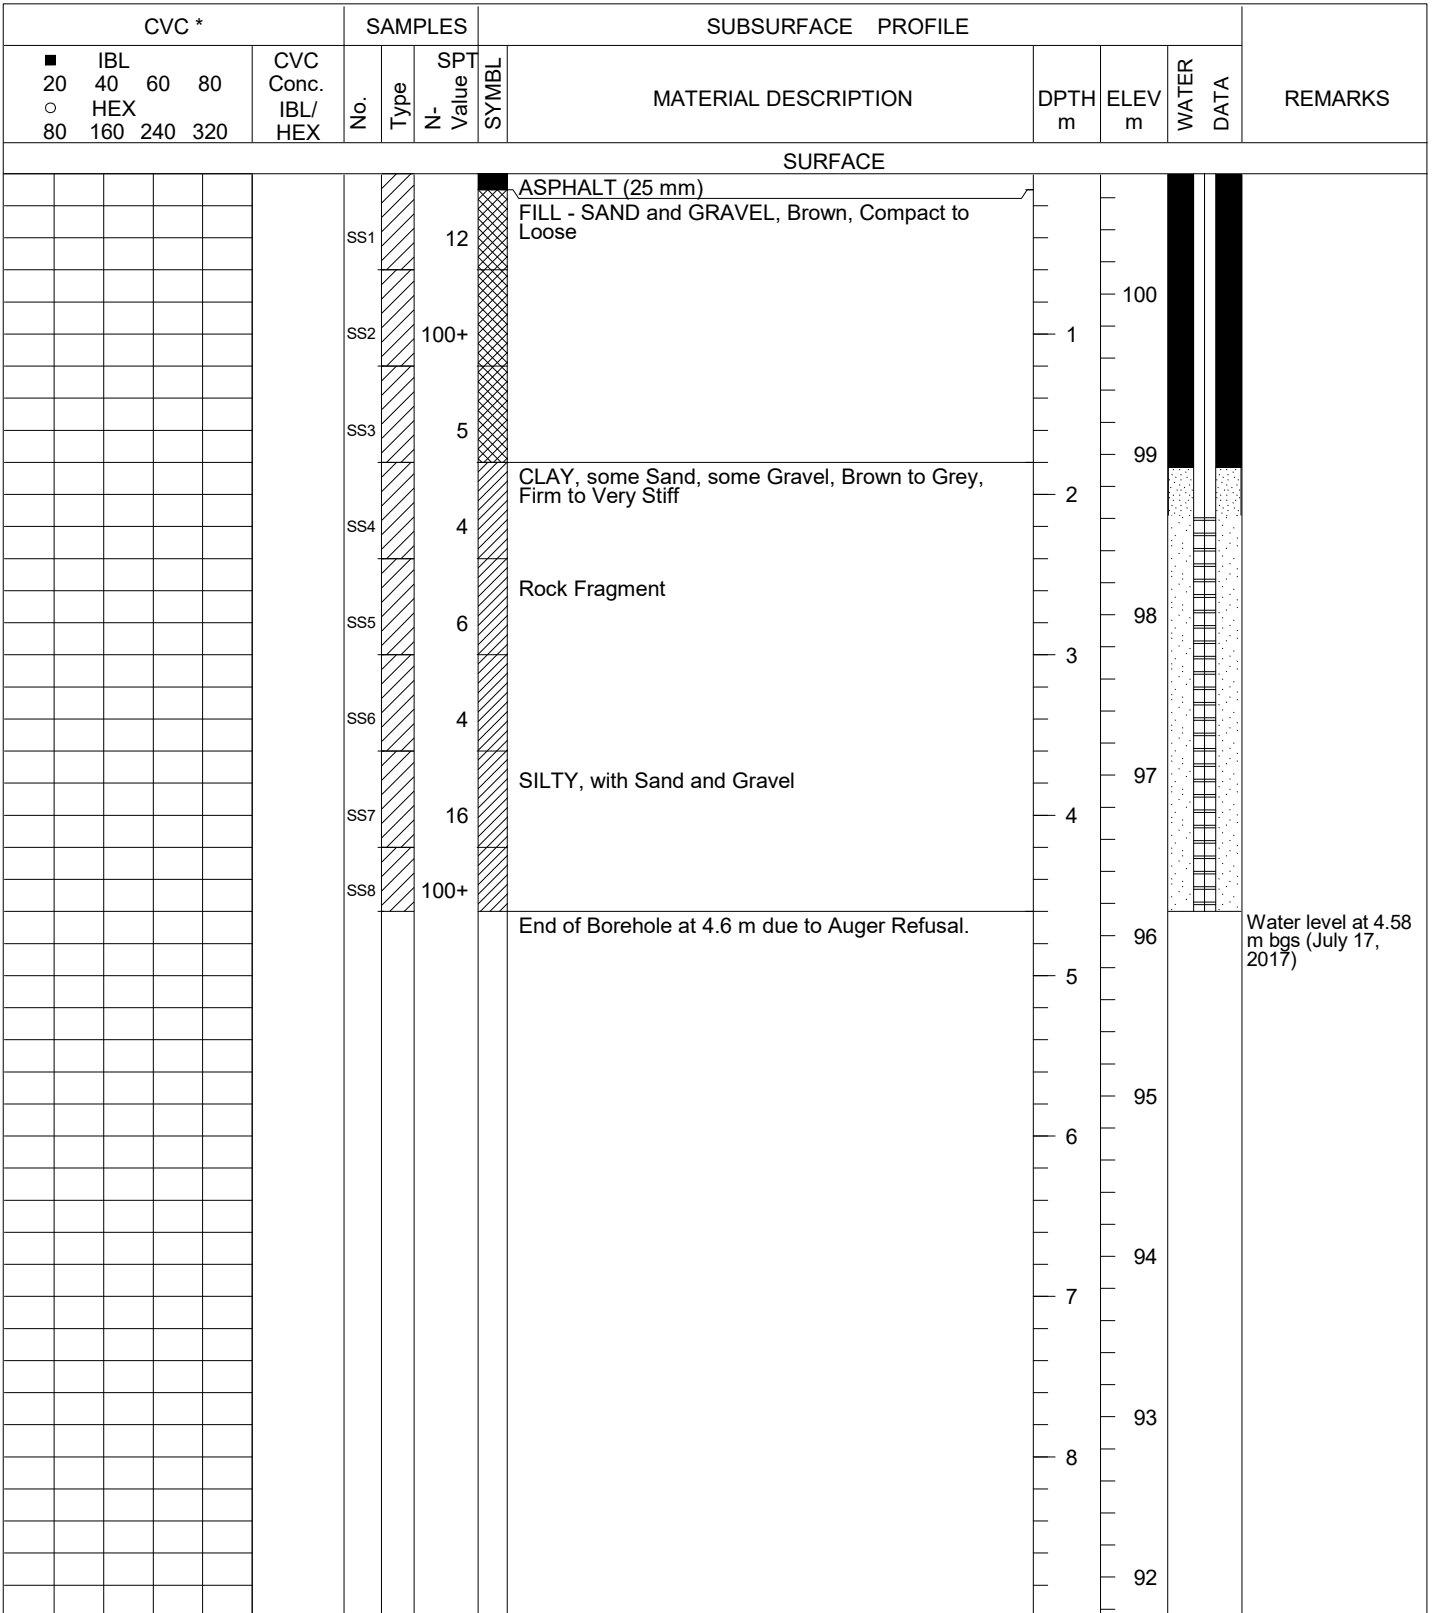 CVC *
SAMPLES
SUBSURFACE PROFILE
■ IBL
20 40 60 80
○ HEX
80 160 240 320
CVC
Conc.
IBL/
HEX
No.
Type
SPT
N-
Value
SYMBL
MATERIAL DESCRIPTION
DPTH
m
ELEV
m
WATER
DATA
REMARKS
SURFACE
ASPHALT (25 mm)
FILL - SAND and GRAVEL, Brown, Compact to
Loose
SS1 12
100
SS2 100+ 1
SS3 5
99
CLAY, some Sand, some Gravel, Brown to Grey,
Firm to Very Stiff
2
SS4 4
Rock Fragment
98
SS5 6
3
SS6 4
97
SILTY, with Sand and Gravel
SS7 16 4
SS8 100+
End of Borehole at 4.6 m due to Auger Refusal.
96
Water level at 4.58
m bgs (July 17,
2017)
5
95
6
94
7
93
8
92